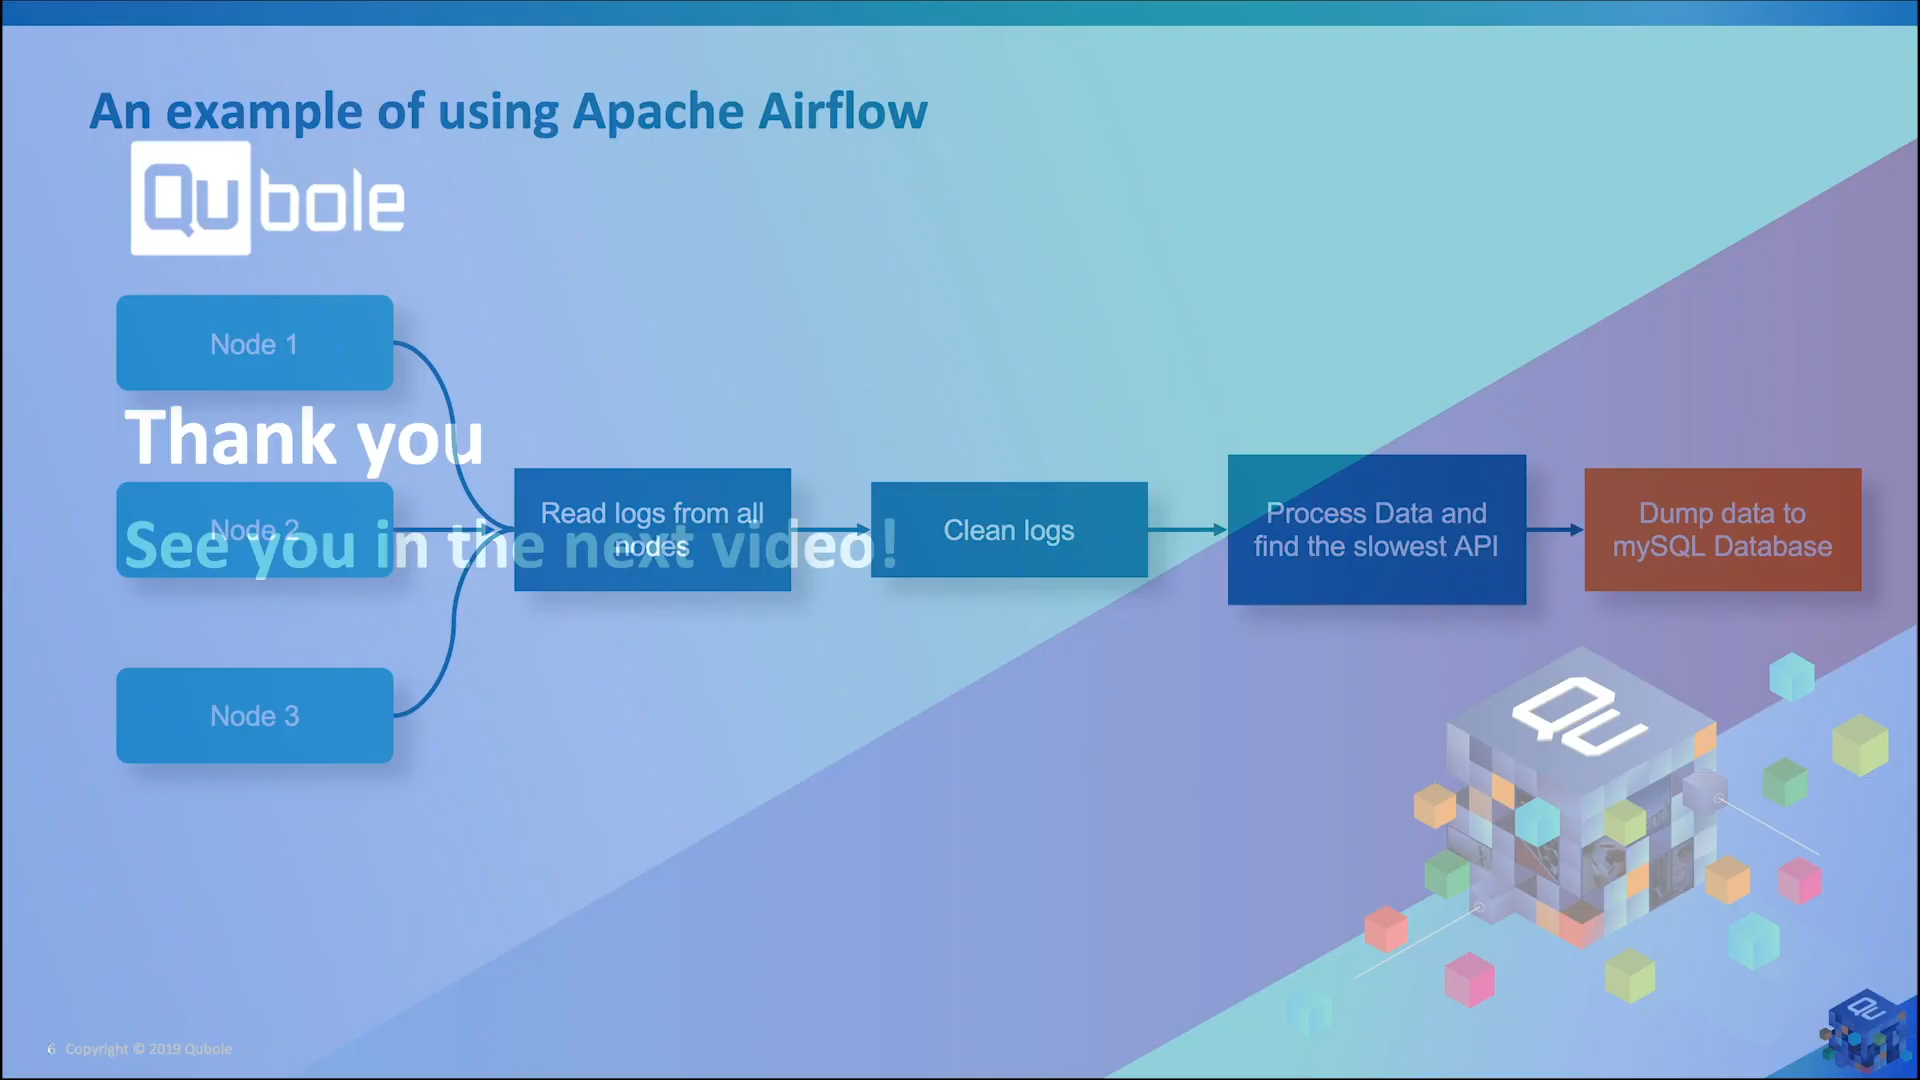 An example of using Apache Airflow
Qubole
Node 1
Thank you
Node 2
See you in the next video!
Read logs from all
nodes
Clean logs
Process Data and
find the slowest API
Dump data to
mySQL Database
Node 3
QU
6 Copyright © 2019 Qubole
QU